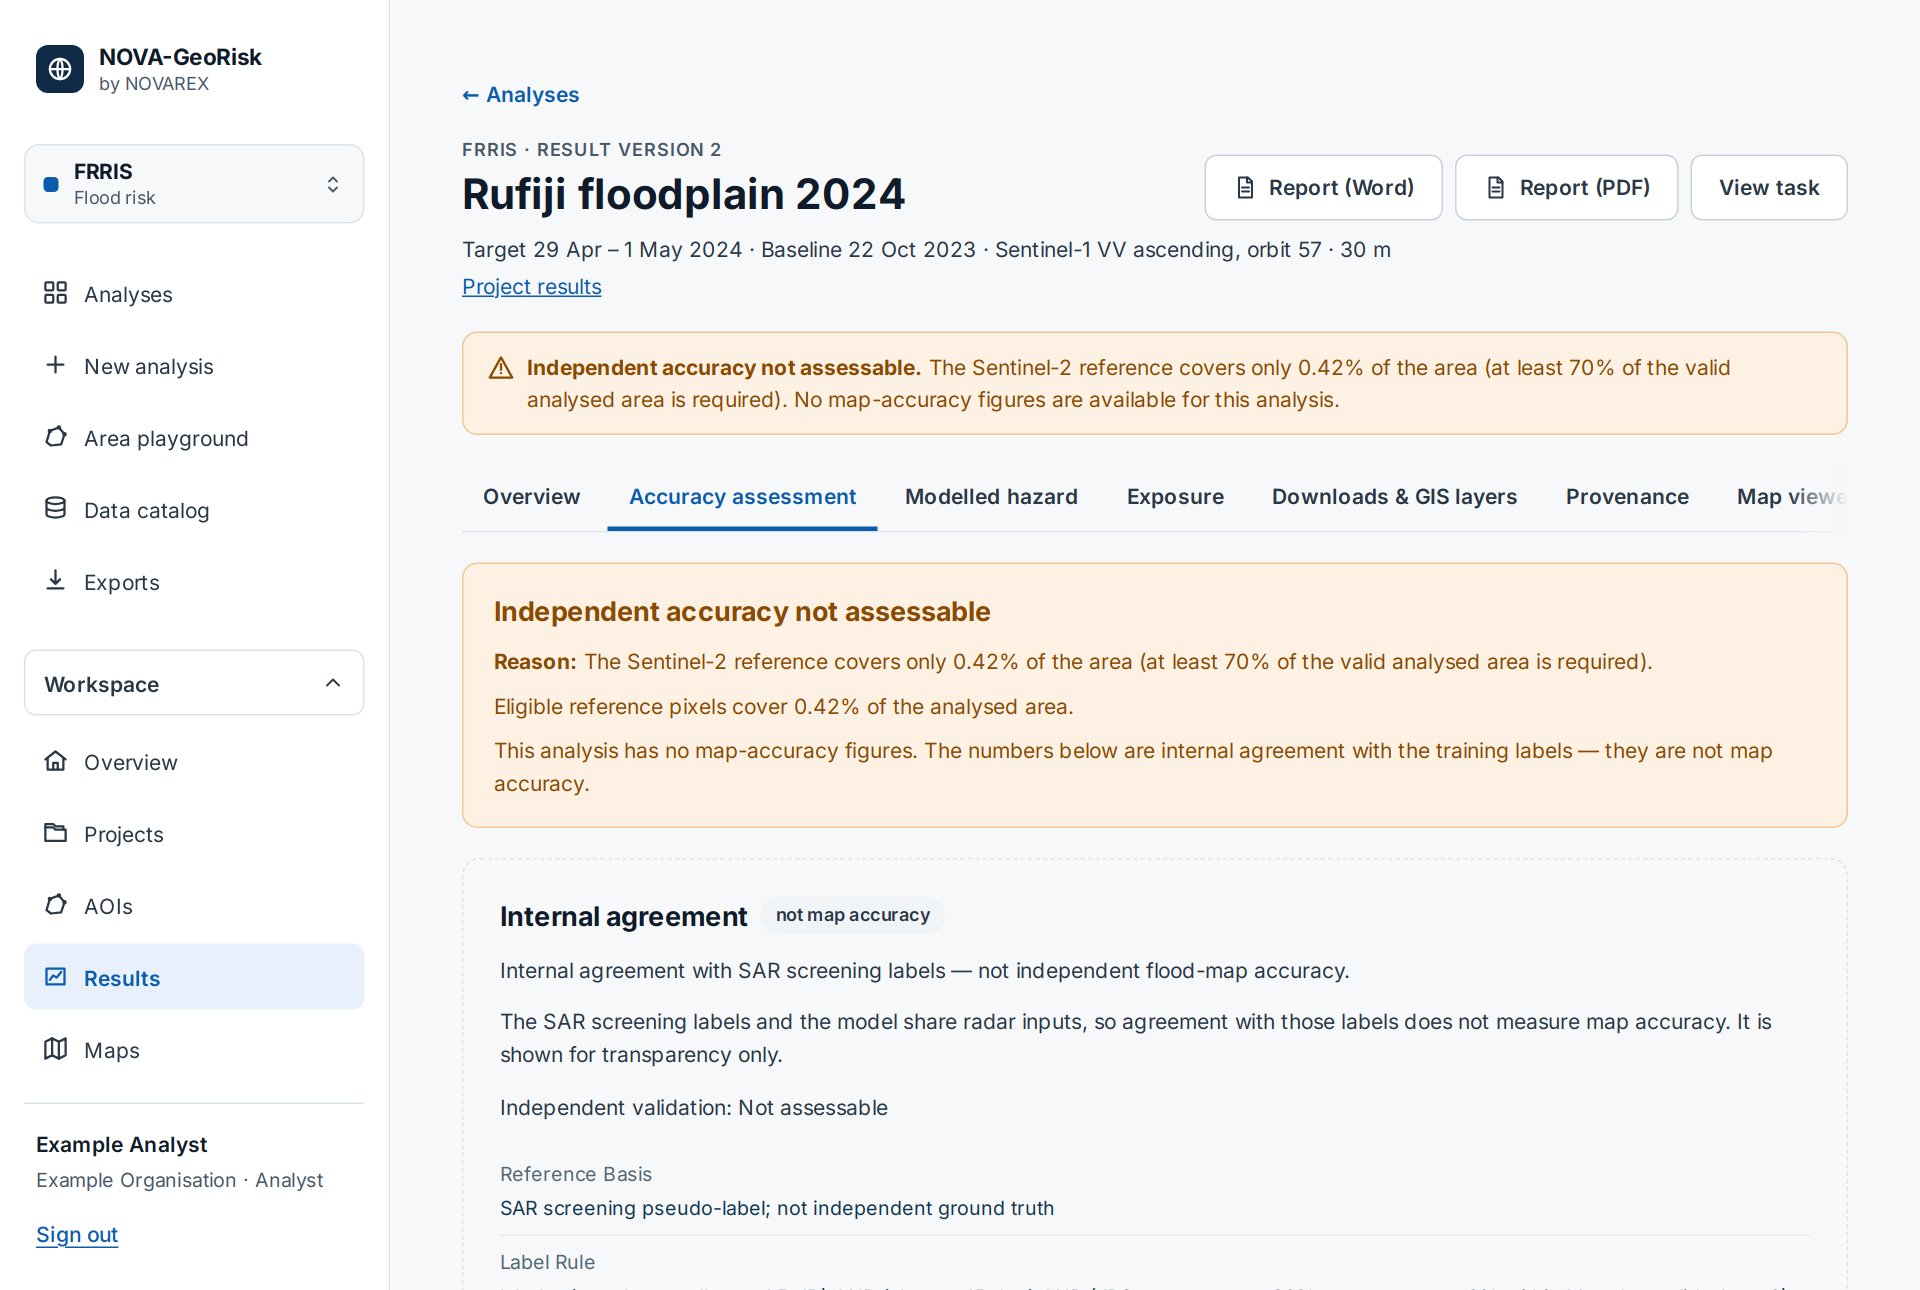 NOVA-GeoRisk
by NOVAREX
FRRIS
Flood risk
Analyses
New analysis
Area playground
Data catalog
Exports
Workspace
Overview
Projects
AOIs
Results
Maps
Example Analyst
Example Organisation · Analyst
Sign out
← Analyses
FRRIS · RESULT VERSION 2
Rufiji floodplain 2024
Report (Word)
Report (PDF)
View task
Target 29 Apr – 1 May 2024 · Baseline 22 Oct 2023 · Sentinel-1 VV ascending, orbit 57 · 30 m
Project results
Independent accuracy not assessable. The Sentinel-2 reference covers only 0.42% of the area (at least 70% of the valid
analysed area is required). No map-accuracy figures are available for this analysis.
Overview
Accuracy assessment
Modelled hazard
Exposure
Downloads & GIS layers
Provenance
Map viewe
Independent accuracy not assessable
Reason: The Sentinel-2 reference covers only 0.42% of the area (at least 70% of the valid analysed area is required).
Eligible reference pixels cover 0.42% of the analysed area.
This analysis has no map-accuracy figures. The numbers below are internal agreement with the training labels — they are not map
accuracy.
Internal agreement
not map accuracy
Internal agreement with SAR screening labels — not independent flood-map accuracy.
The SAR screening labels and the model share radar inputs, so agreement with those labels does not measure map accuracy. It is
shown for transparency only.
Independent validation: Not assessable
Reference Basis
SAR screening pseudo-label; not independent ground truth
Label Rule